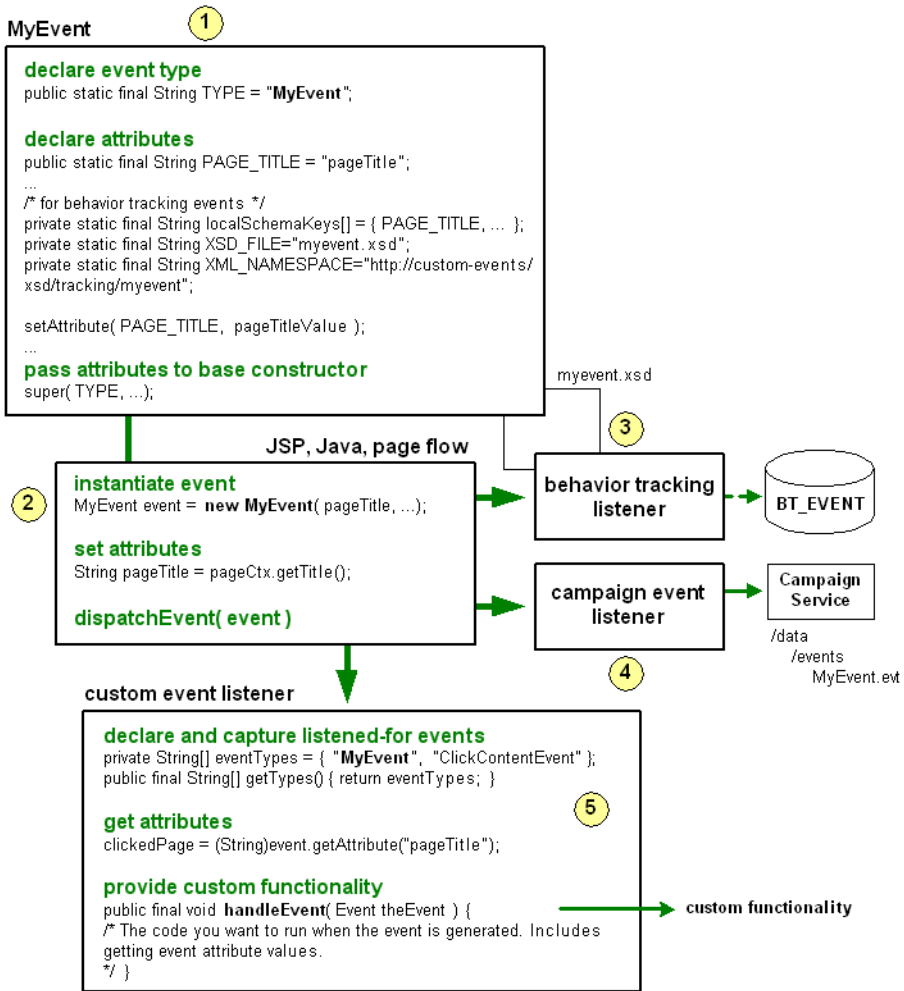 1
MyEvent
declare event type
public static final String TYPE = "MyEvent";
declare attributes
public static final String PAGE_TITLE = "pageTitle";
...
/* for behavior tracking events */
private static final String localSchemaKeys[] = { PAGE_TITLE, ... };
private static final String XSD_FILE="myevent.xsd";
private static final String XML_NAMESPACE="http://custom-events/
xsd/tracking/myevent";
setAttribute( PAGE_TITLE, pageTitleValue );
...
pass attributes to base constructor
super( TYPE, ...);
myevent.xsd
JSP, Java, page flow
2
instantiate event
MyEvent event = new MyEvent( pageTitle, ...);
set attributes
String pageTitle = pageCtx.getTitle();
dispatchEvent( event )
3
behavior tracking
listener
BT_EVENT
campaign event
listener
4
Campaign
Service
/data
/events
MyEvent.evt
custom event listener
declare and capture listened-for events
private String[] eventTypes = { "MyEvent", "ClickContentEvent" };
public final String[] getTypes() { return eventTypes; }
5
get attributes
clickedPage = (String)event.getAttribute("pageTitle");
provide custom functionality
public final void handleEvent( Event theEvent ) {
/* The code you want to run when the event is generated. Includes
getting event attribute values.
*/ }
custom functionality